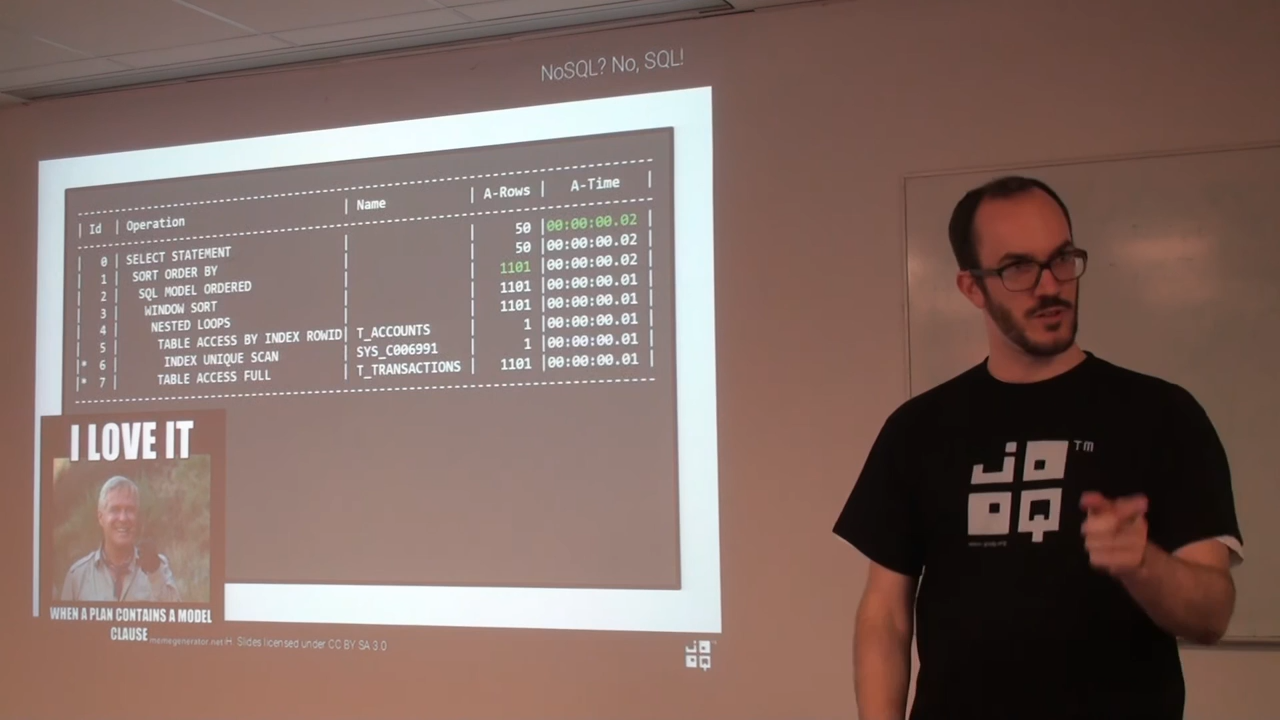 NoSQL? No, SQL!
| Id | Operation | Name | A-Rows | A-Time |
| 0 | SELECT STATEMENT | | 50 |00:00:00.02 |
| 1 | SORT ORDER BY | | 50 |00:00:00.02 |
| 2 | SQL MODEL ORDERED | | 1101 |00:00:00.02 |
| 3 | WINDOW SORT | | 1101 |00:00:00.01 |
| 4 | NESTED LOOPS | | 1101 |00:00:00.01 |
| 5 | TABLE ACCESS BY INDEX ROWID| T_ACCOUNTS | 1 |00:00:00.01 |
|* 6 | INDEX UNIQUE SCAN | SYS_C006991 | 1 |00:00:00.01 |
|* 7 | TABLE ACCESS FULL | T_TRANSACTIONS | 1101 |00:00:00.01 |
I LOVE IT
WHEN A PLAN CONTAINS A MODEL
CLAUSE
memegenerator.net
Slides licensed under CC BY SA 3.0
jOOQ
jOOQ™